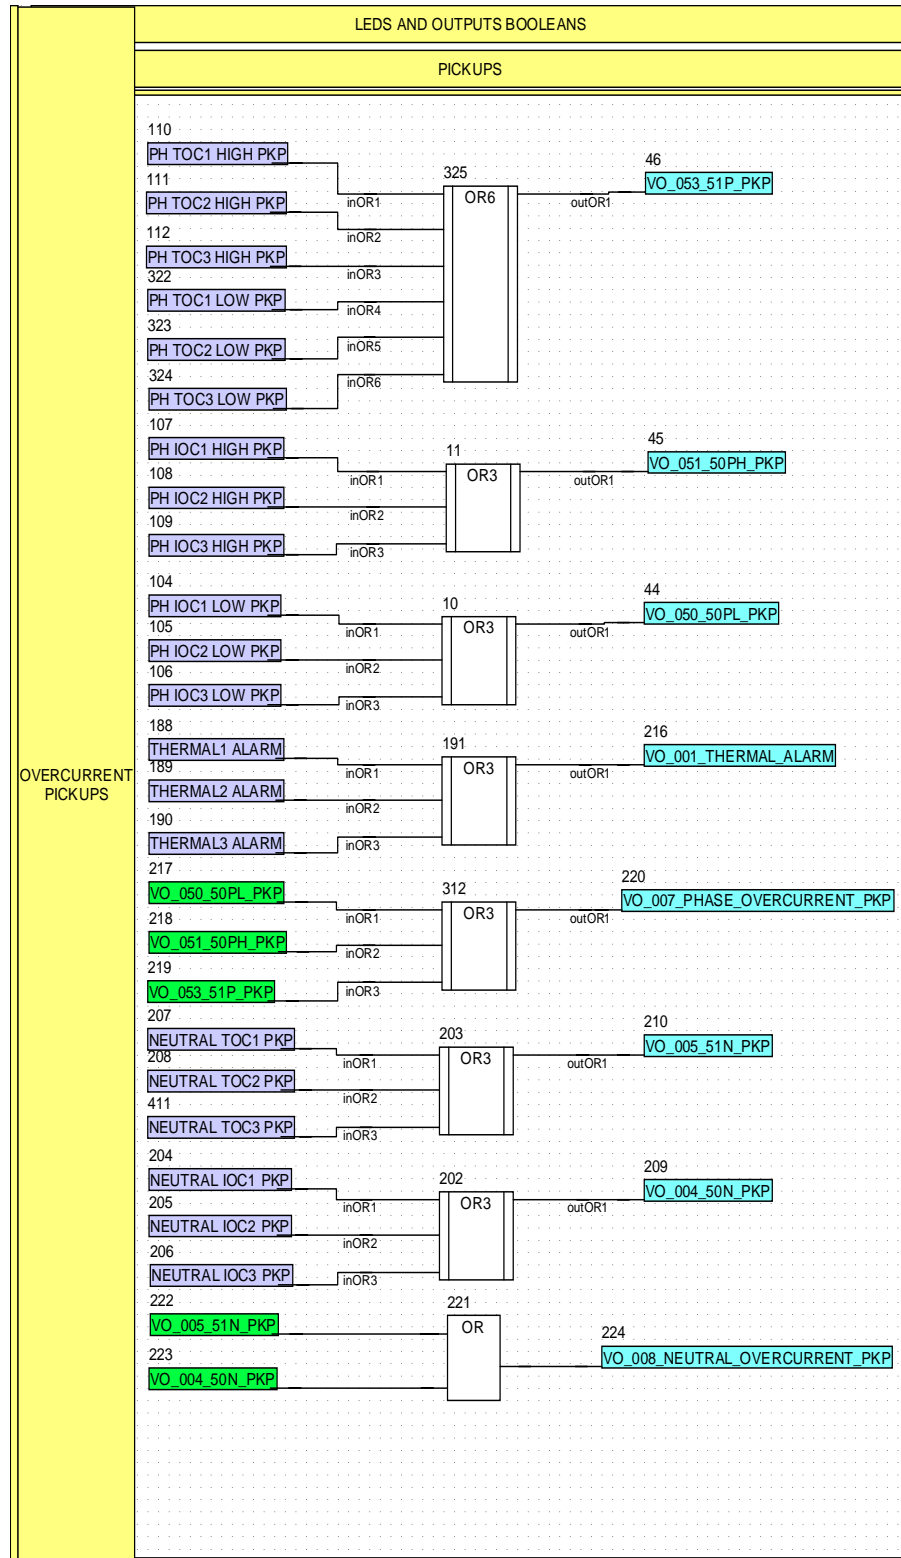 LEDS AND OUTPUTS BOOLEANS
PICKUPS
OVERCURRENT
PICKUPS
110
PH TOC1 HIGH PKP
111
PH TOC2 HIGH PKP
112
PH TOC3 HIGH PKP
322
PH TOC1 LOW PKP
323
PH TOC2 LOW PKP
324
PH TOC3 LOW PKP
inOR1
inOR2
inOR3
inOR4
inOR5
inOR6
325
OR6
outOR1
46
VO_053_51P_PKP
107
PH IOC1 HIGH PKP
108
PH IOC2 HIGH PKP
109
PH IOC3 HIGH PKP
inOR1
inOR2
inOR3
11
OR3
outOR1
45
VO_051_50PH_PKP
104
PH IOC1 LOW PKP
105
PH IOC2 LOW PKP
106
PH IOC3 LOW PKP
inOR1
inOR2
inOR3
10
OR3
outOR1
44
VO_050_50PL_PKP
188
THERMAL1 ALARM
189
THERMAL2 ALARM
190
THERMAL3 ALARM
inOR1
inOR2
inOR3
191
OR3
outOR1
216
VO_001_THERMAL_ALARM
217
VO_050_50PL_PKP
218
VO_051_50PH_PKP
219
VO_053_51P_PKP
inOR1
inOR2
inOR3
312
OR3
outOR1
220
VO_007_PHASE_OVERCURRENT_PKP
207
NEUTRAL TOC1 PKP
208
NEUTRAL TOC2 PKP
411
NEUTRAL TOC3 PKP
inOR1
inOR2
inOR3
203
OR3
outOR1
210
VO_005_51N_PKP
204
NEUTRAL IOC1 PKP
205
NEUTRAL IOC2 PKP
206
NEUTRAL IOC3 PKP
inOR1
inOR2
inOR3
202
OR3
outOR1
209
VO_004_50N_PKP
222
VO_005_51N_PKP
223
VO_004_50N_PKP
221
OR
224
VO_008_NEUTRAL_OVERCURRENT_PKP